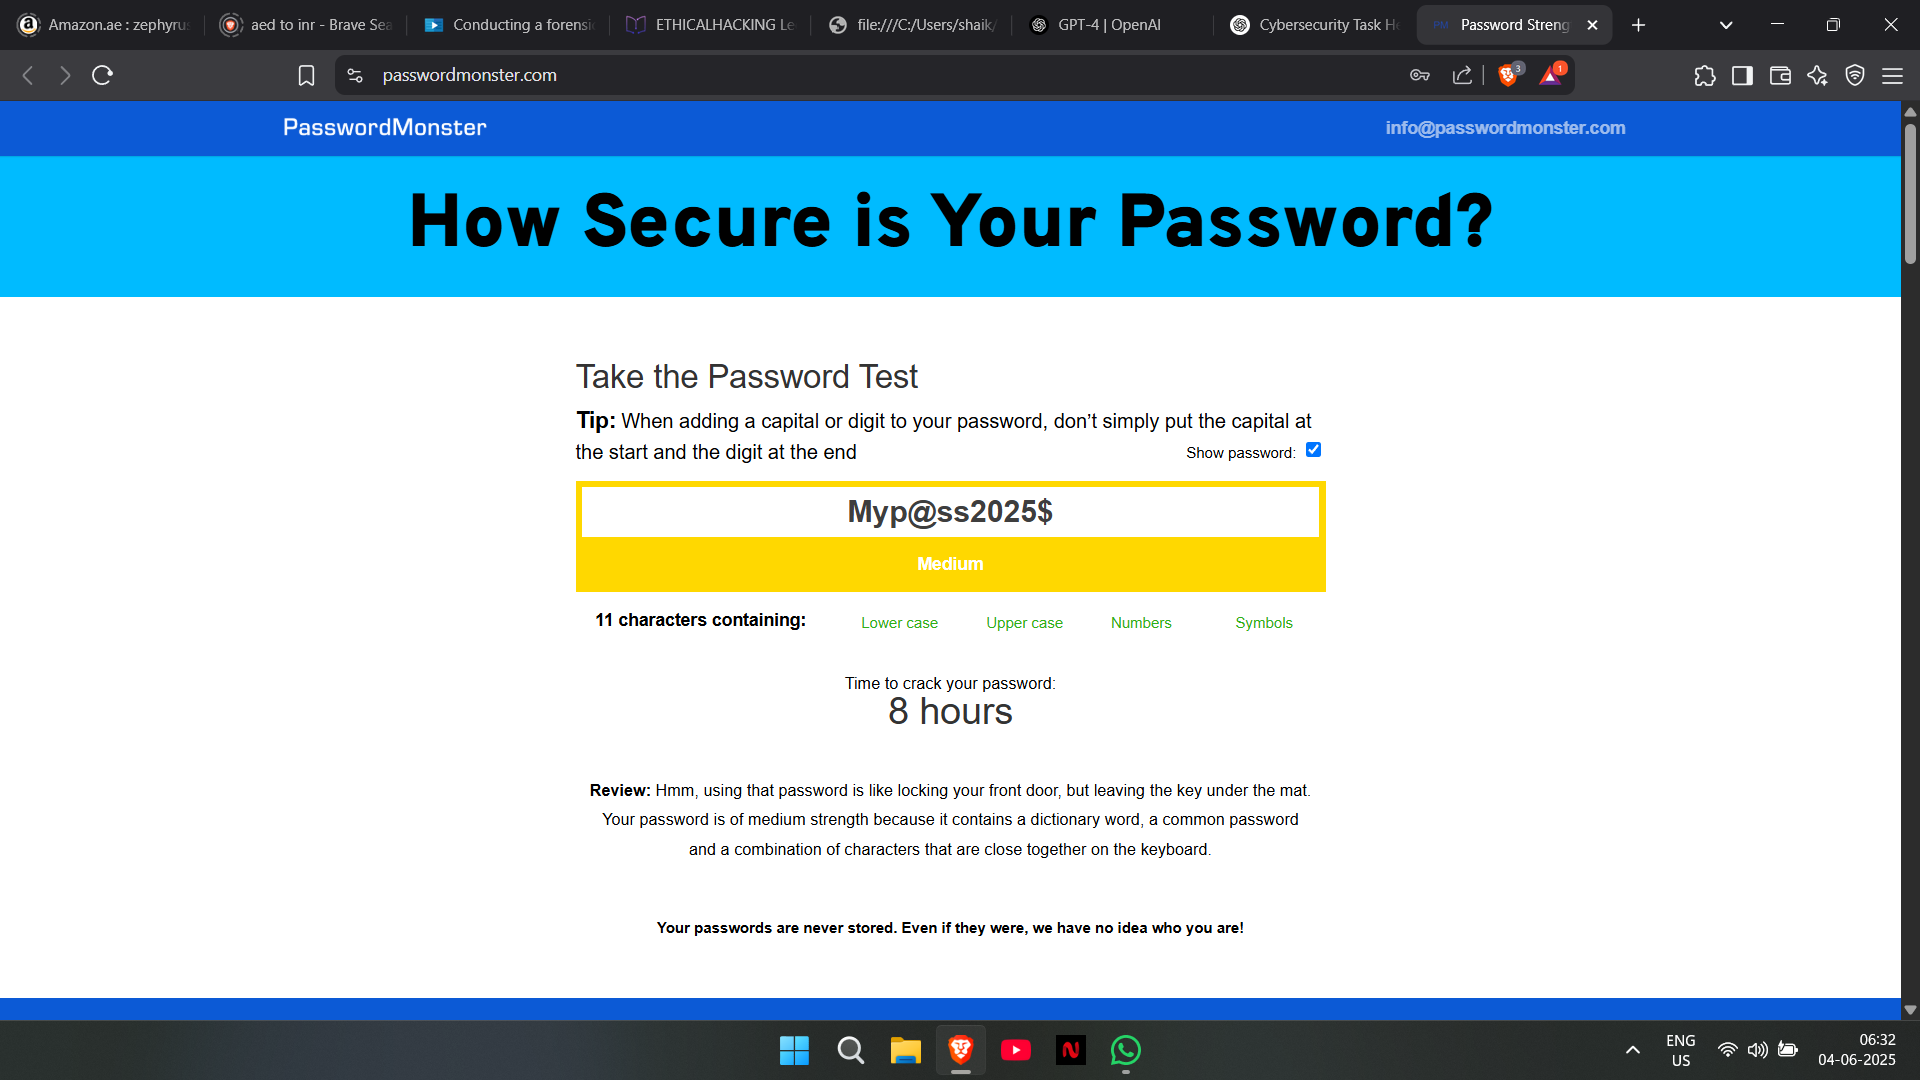 Amazon.ae : zephyrus
aed to inr - Brave Sea
Conducting a forensi
ETHICALHACKING Le
file:///C:/Users/shaik/
GPT-4 | OpenAI
Cybersecurity Task He
PM
Password Streng
passwordmonster.com
3
1
PasswordMonster
info@passwordmonster.com
How Secure is Your Password?
Take the Password Test
Tip: When adding a capital or digit to your password, don’t simply put the capital at
the start and the digit at the end
Show password:
Myp@ss2025$
Medium
11 characters containing:
Lower case
Upper case
Numbers
Symbols
Time to crack your password:
8 hours
Review: Hmm, using that password is like locking your front door, but leaving the key under the mat.
Your password is of medium strength because it contains a dictionary word, a common password
and a combination of characters that are close together on the keyboard.
Your passwords are never stored. Even if they were, we have no idea who you are!
ENG
US
06:32
04-06-2025